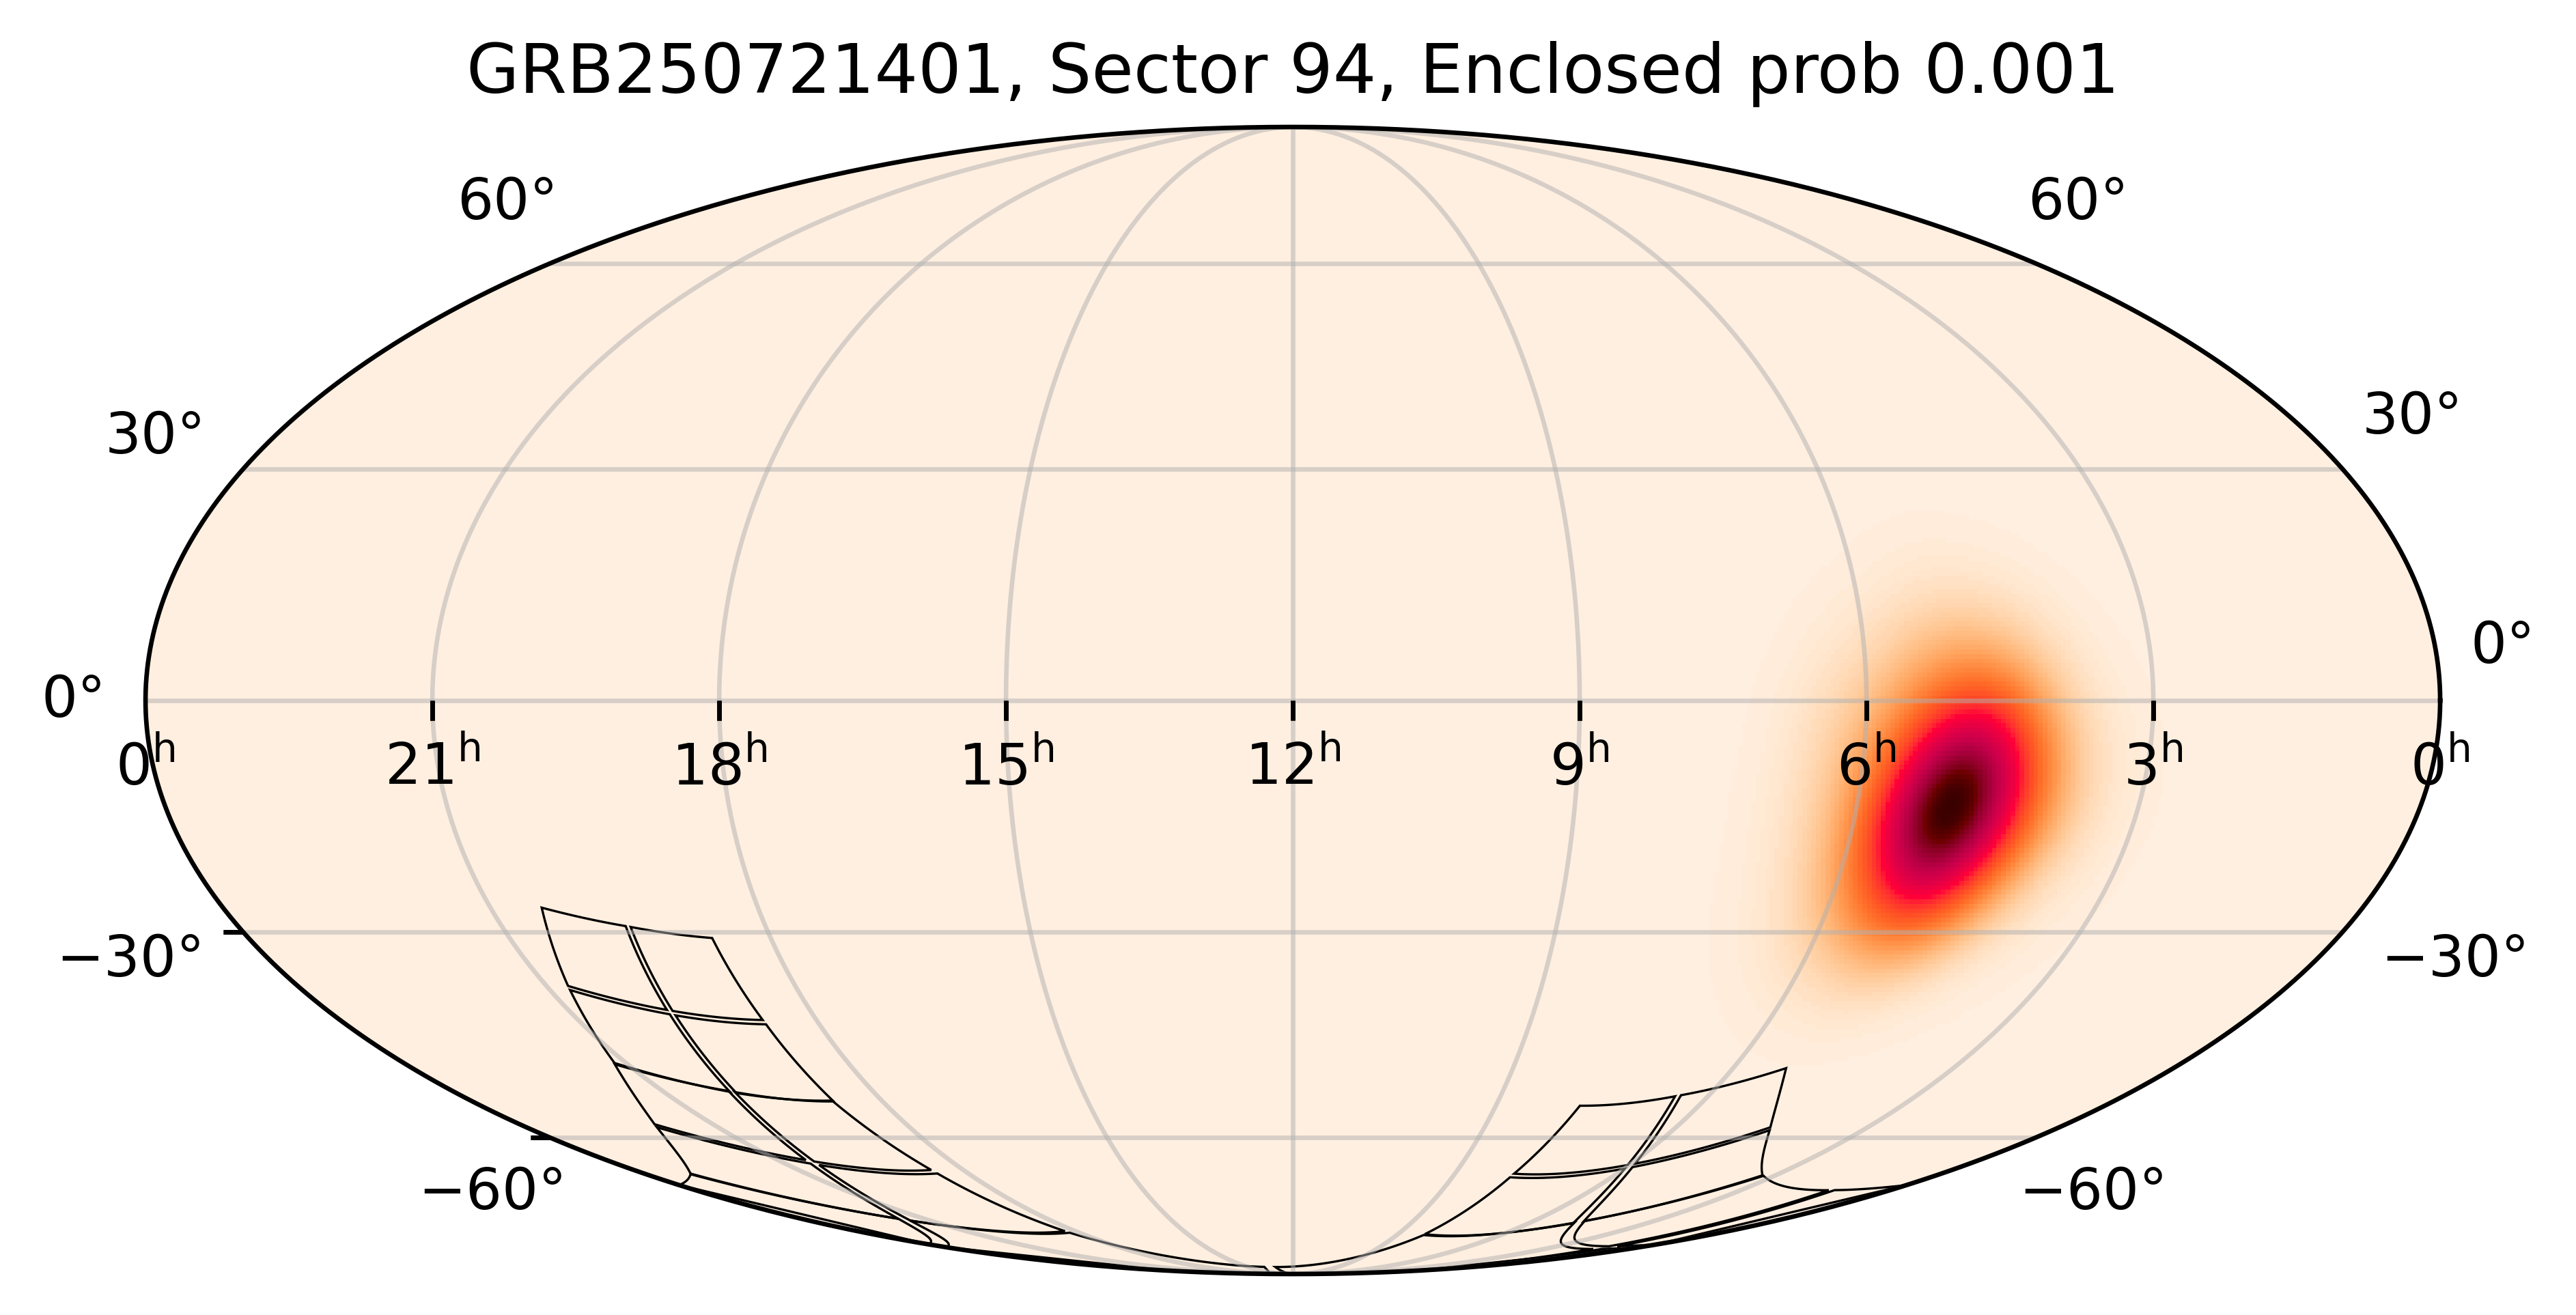 GRB250721401, Sector 94, Enclosed prob 0.001
60° 60°
30° 30°
0° 0°
0ʰ 21ʰ 18ʰ 15ʰ 12ʰ 9ʰ 6ʰ 3ʰ 0ʰ
−30° −30°
−60° −60°